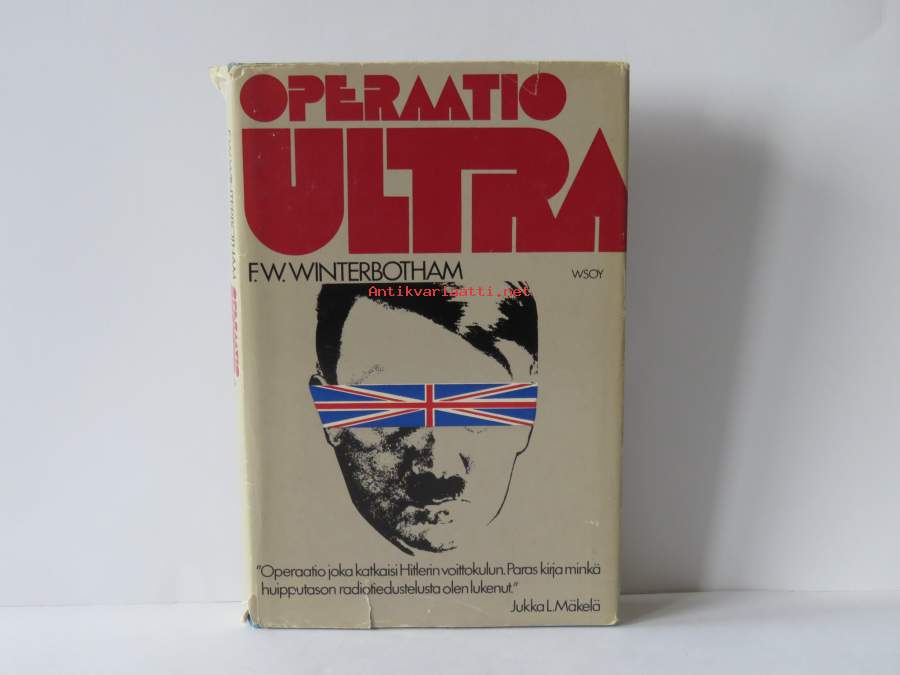 OPERAATIO
ULTRA
F.W. WINTERBOTHAM
WSOY
Antikvariaatti.net
"Operaatio joka katkaisi Hitlerin voittokulun. Paras kirja minkä
huipputason radiotiedustelusta olen lukenut."
Jukka L. Mäkelä